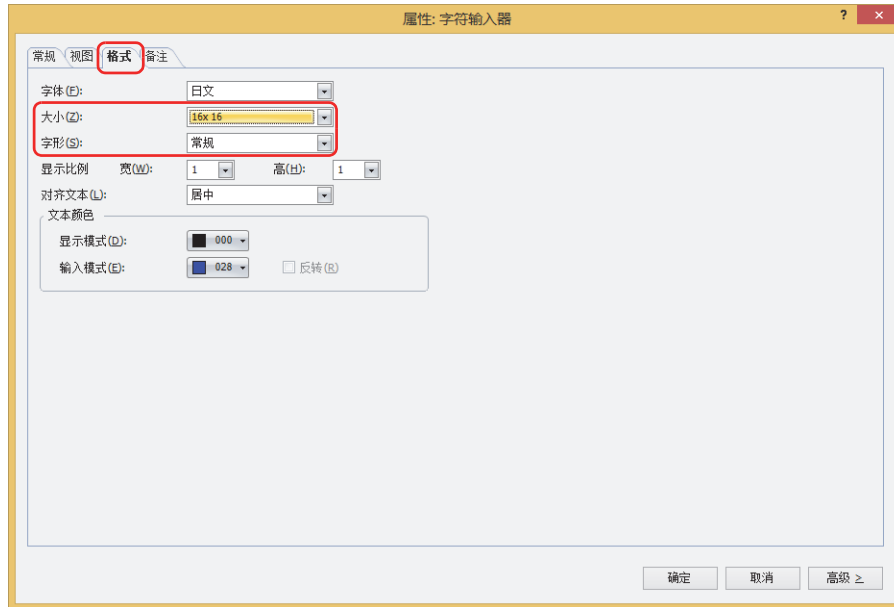 属性: 字符输入器
? ×
常规 视图 格式 备注
字体(F): 日文
大小(Z): 16x 16
字形(S): 常规
显示比例 宽(W): 1 高(H): 1
对齐文本(L): 居中
文本颜色
显示模式(D): 000
输入模式(E): 028 反转(R)
确定 取消 高级 ≥